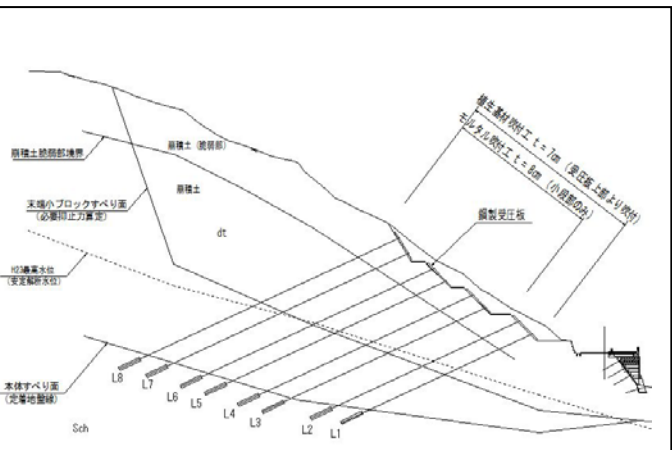 植生基材吹付工 t = 7cm (受圧板上部より吹付)
モルタル吹付工 t = 8cm (小段部のみ)
鋼製受圧板
崩積土脆弱部境界
崩積土 (脆弱部)
崩積土
末端小ブロックすべり面
(必要抑止力算定)
dt
H23最高水位
(安定解析水位)
本体すべり面
(定着地盤線)
Sch
L8
L7
L6
L5
L4
L3
L2
L1